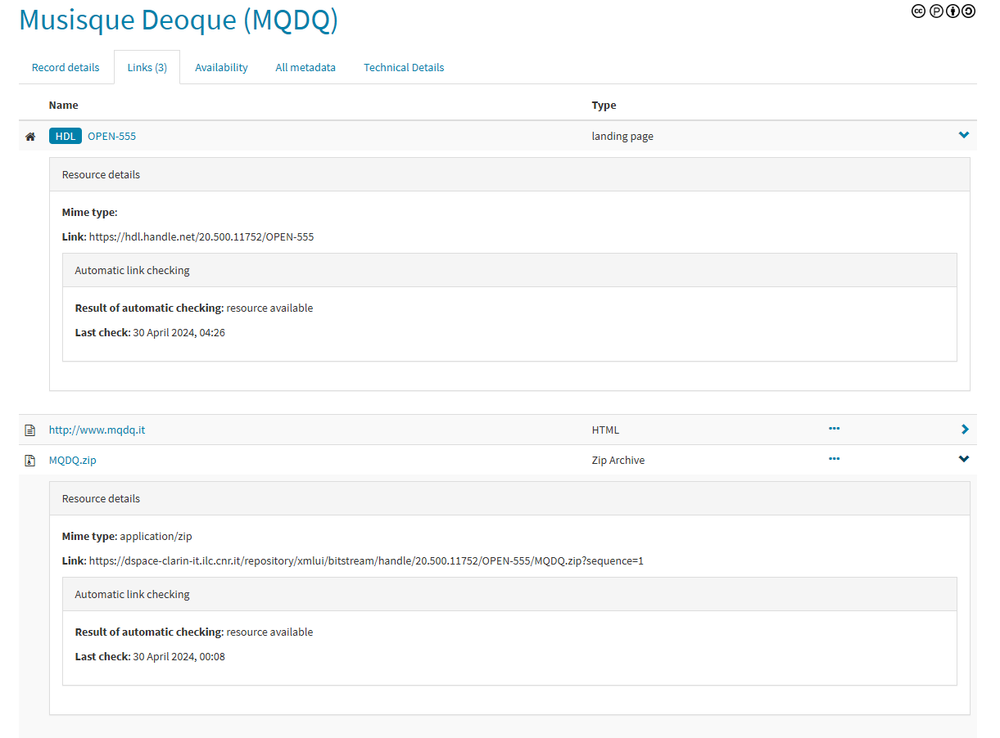 Musisque Deoque (MQDQ)
Record details Links (3) Availability All metadata Technical Details
Name Type
HDL OPEN-555 landing page
Resource details
Mime type:
Link: https://hdl.handle.net/20.500.11752/OPEN-555
Automatic link checking
Result of automatic checking: resource available
Last check: 30 April 2024, 04:26
http://www.mqdq.it HTML
MQDQ.zip Zip Archive
Resource details
Mime type: application/zip
Link: https://dspace-clarin-it.ilc.cnr.it/repository/xmlui/bitstream/handle/20.500.11752/OPEN-555/MQDQ.zip?sequence=1
Automatic link checking
Result of automatic checking: resource available
Last check: 30 April 2024, 00:08